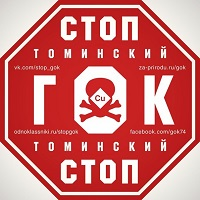 СТОП
ТОМИНСКИЙ
vk.com/stop_gok za-prirodu.ru/gok
ГОК
Cu
odnoklassniki.ru/stopgok facebook.com/gok74
ТОМИНСКИЙ
СТОП